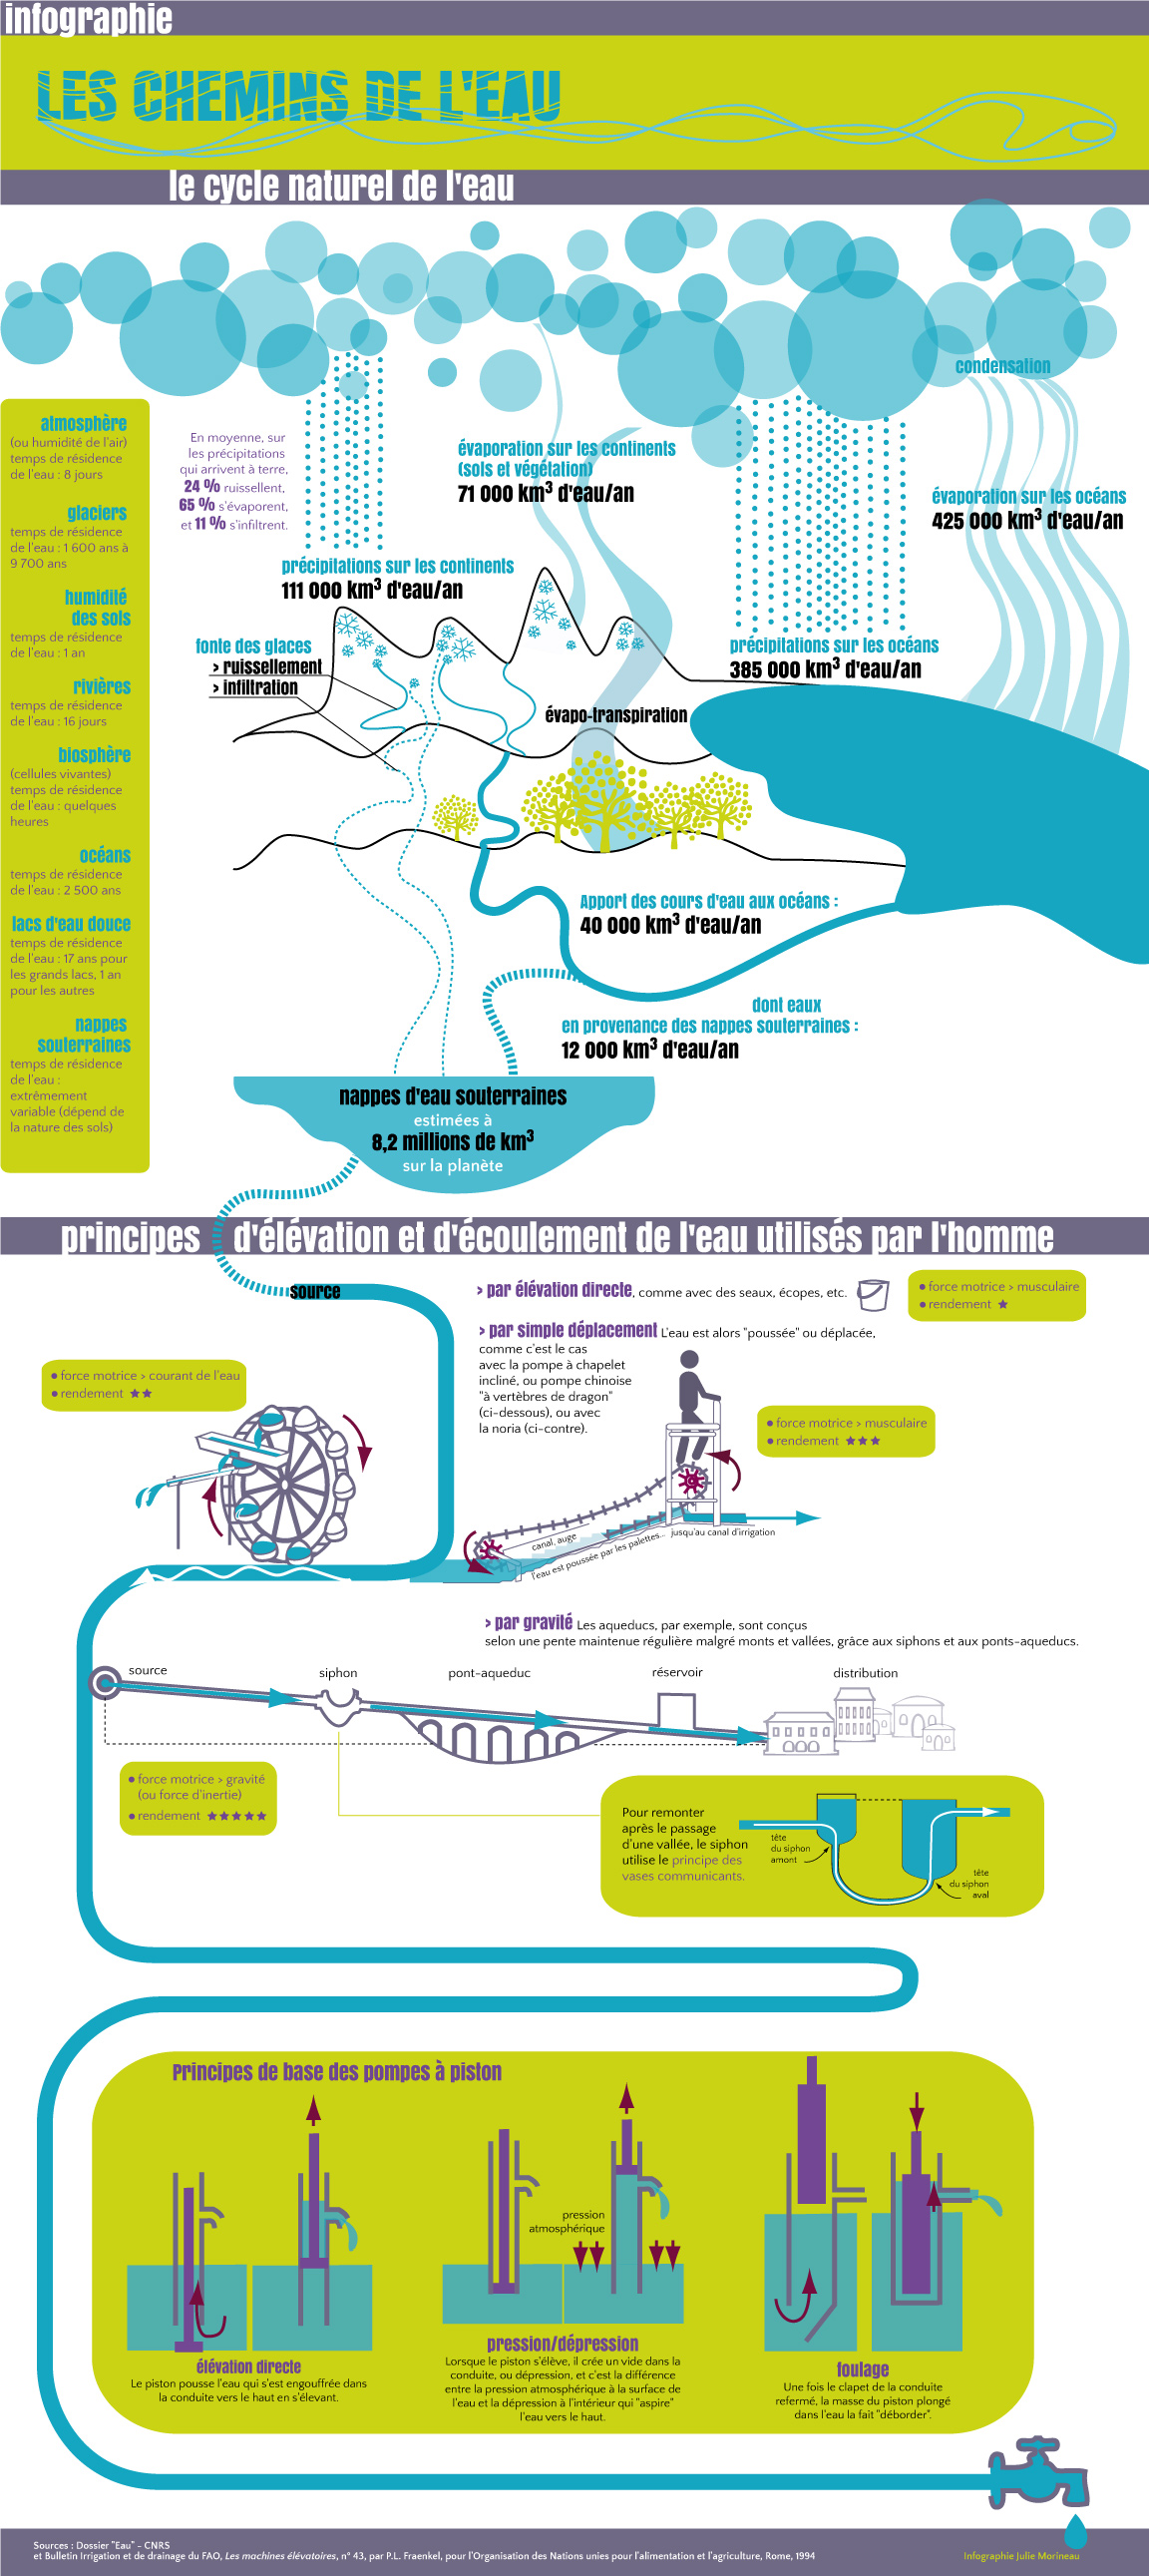 infographie
LES CHEMINS DE L'EAU
le cycle naturel de l'eau
condensation
atmosphère
(ou humidité de l'air)
temps de résidence
de l'eau : 8 jours
glaciers
temps de résidence
de l'eau : 1 600 ans à
9 700 ans
humidité
des sols
temps de résidence
de l'eau : 1 an
rivières
temps de résidence
de l'eau : 16 jours
biosphère
(cellules vivantes)
temps de résidence
de l'eau : quelques
heures
océans
temps de résidence
de l'eau : 2 500 ans
lacs d'eau douce
temps de résidence
de l'eau : 17 ans pour
les grands lacs, 1 an
pour les autres
nappes
souterraines
temps de résidence
de l'eau :
extrêmement
variable (dépend de
la nature des sols)
En moyenne, sur
les précipitations
qui arrivent à terre,
24 % ruissellent,
65 % s'évaporent,
et 11 % s'infiltrent.
évaporation sur les continents
(sols et végétation)
71 000 km³ d'eau/an
évaporation sur les océans
425 000 km³ d'eau/an
précipitations sur les continents
111 000 km³ d'eau/an
précipitations sur les océans
385 000 km³ d'eau/an
fonte des glaces
> ruissellement
> infiltration
évapo-transpiration
Apport des cours d'eau aux océans :
40 000 km³ d'eau/an
dont eaux
en provenance des nappes souterraines :
12 000 km³ d'eau/an
nappes d'eau souterraines
estimées à
8,2 millions de km³
sur la planète
principes d'élévation et d'écoulement de l'eau utilisés par l'homme
source
> par élévation directe, comme avec des seaux, écopes, etc.
• force motrice > musculaire
• rendement ★
> par simple déplacement L'eau est alors "poussée" ou déplacée,
comme c'est le cas
avec la pompe à chapelet
incliné, ou pompe chinoise
"à vertèbres de dragon"
(ci-dessous), ou avec
la noria (ci-contre).
• force motrice > courant de l'eau
• rendement ★★
• force motrice > musculaire
• rendement ★★★
canal, auge
l'eau est poussée par les palettes...
jusqu'au canal d'irrigation
> par gravité Les aqueducs, par exemple, sont conçus
selon une pente maintenue régulière malgré monts et vallées, grâce aux siphons et aux ponts-aqueducs.
source
siphon
pont-aqueduc
réservoir
distribution
• force motrice > gravité
(ou force d'inertie)
• rendement ★★★★★
Pour remonter
après le passage
d'une vallée, le siphon
utilise le principe des
vases communicants.
tête
du siphon
amont
tête
du siphon
aval
Principes de base des pompes à piston
pression
atmosphérique
élévation directe
Le piston pousse l'eau qui s'est engouffrée dans
la conduite vers le haut en s'élevant.
pression/dépression
Lorsque le piston s'élève, il crée un vide dans la
conduite, ou dépression, et c'est la différence
entre la pression atmosphérique à la surface de
l'eau et la dépression à l'intérieur qui "aspire"
l'eau vers le haut.
foulage
Une fois le clapet de la conduite
refermé, la masse du piston plongé
dans l'eau la fait "déborder".
Sources : Dossier "Eau" - CNRS
et Bulletin Irrigation et de drainage du FAO, Les machines élévatoires, n° 43, par P.L. Fraenkel, pour l'Organisation des Nations unies pour l'alimentation et l'agriculture, Rome, 1994
Infographie Julie Morineau